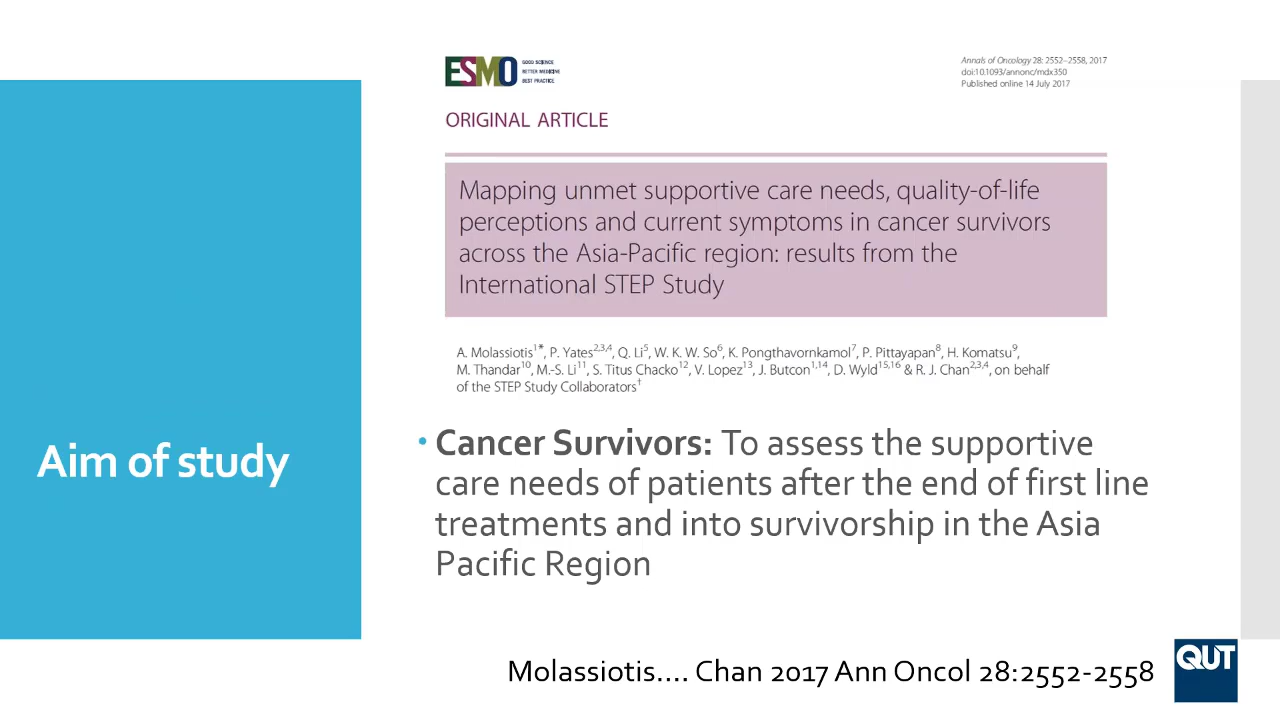 ESMO
GOOD SCIENCE
BETTER MEDICINE
BEST PRACTICE
Annals of Oncology 28: 2552–2558, 2017
doi:10.1093/annonc/mdx350
Published online 14 July 2017
ORIGINAL ARTICLE
Mapping unmet supportive care needs, quality-of-life
perceptions and current symptoms in cancer survivors
across the Asia-Pacific region: results from the
International STEP Study
A. Molassiotis1*, P. Yates2,3,4, Q. Li5, W. K. W. So6, K. Pongthavornkamol7, P. Pittayapan8, H. Komatsu9,
M. Thandar10, M.-S. Li11, S. Titus Chacko12, V. Lopez13, J. Butcon1,14, D. Wyld15,16 & R. J. Chan2,3,4, on behalf
of the STEP Study Collaborators†
Aim of study
• Cancer Survivors: To assess the supportive
care needs of patients after the end of first line
treatments and into survivorship in the Asia
Pacific Region
Molassiotis.... Chan 2017 Ann Oncol 28:2552-2558
QUT